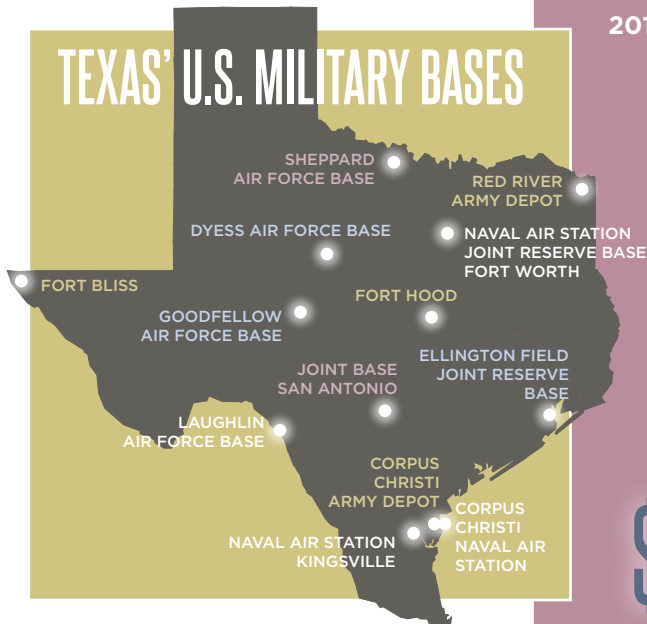 TEXAS' U.S. MILITARY BASES
SHEPPARD
AIR FORCE BASE
RED RIVER
ARMY DEPOT
DYESS AIR FORCE BASE
NAVAL AIR STATION
JOINT RESERVE BASE
FORT WORTH
FORT BLISS
GOODFELLOW
AIR FORCE BASE
FORT HOOD
JOINT BASE
SAN ANTONIO
ELLINGTON FIELD
JOINT RESERVE
BASE
LAUGHLIN
AIR FORCE BASE
CORPUS
CHRISTI
ARMY DEPOT
CORPUS
CHRISTI
NAVAL AIR
STATION
NAVAL AIR STATION
KINGSVILLE